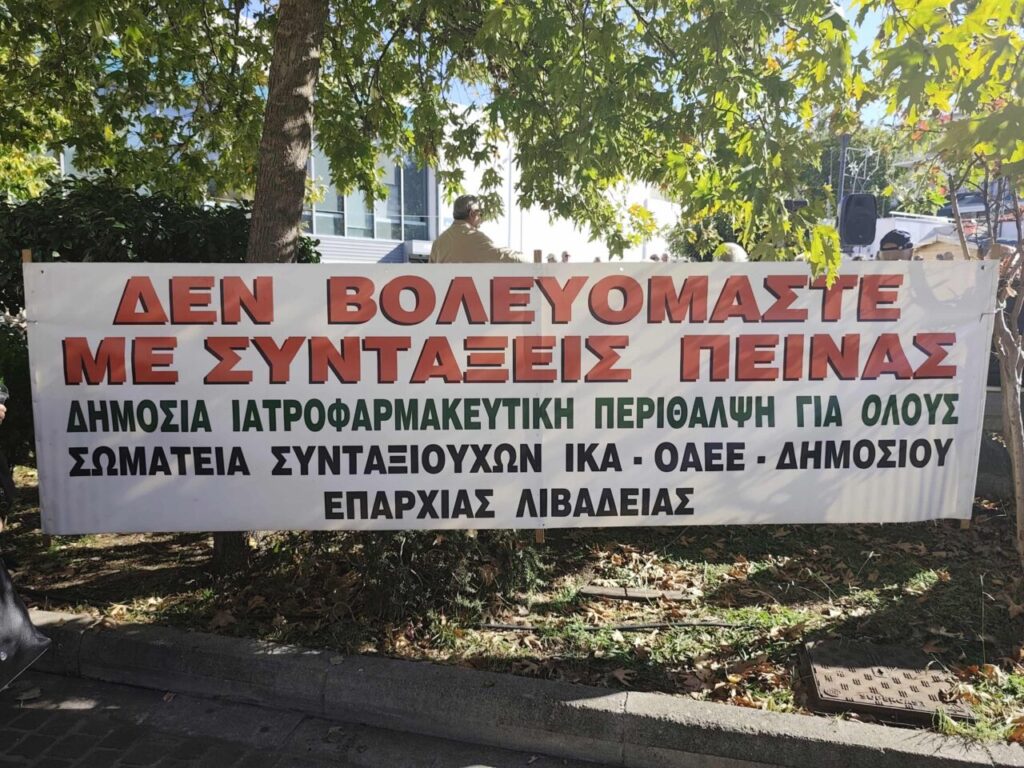 ΔΕΝ ΒΟΛΕΥΟΜΑΣΤΕ
ΜΕ ΣΥΝΤΑΞΕΙΣ ΠΕΙΝΑΣ
ΔΗΜΟΣΙΑ ΙΑΤΡΟΦΑΡΜΑΚΕΥΤΙΚΗ ΠΕΡΙΘΑΛΨΗ ΓΙΑ ΟΛΟΥΣ
ΣΩΜΑΤΕΙΑ ΣΥΝΤΑΞΙΟΥΧΩΝ ΙΚΑ - ΟΑΕΕ - ΔΗΜΟΣΙΟΥ
ΕΠΑΡΧΙΑΣ ΛΙΒΑΔΕΙΑΣ